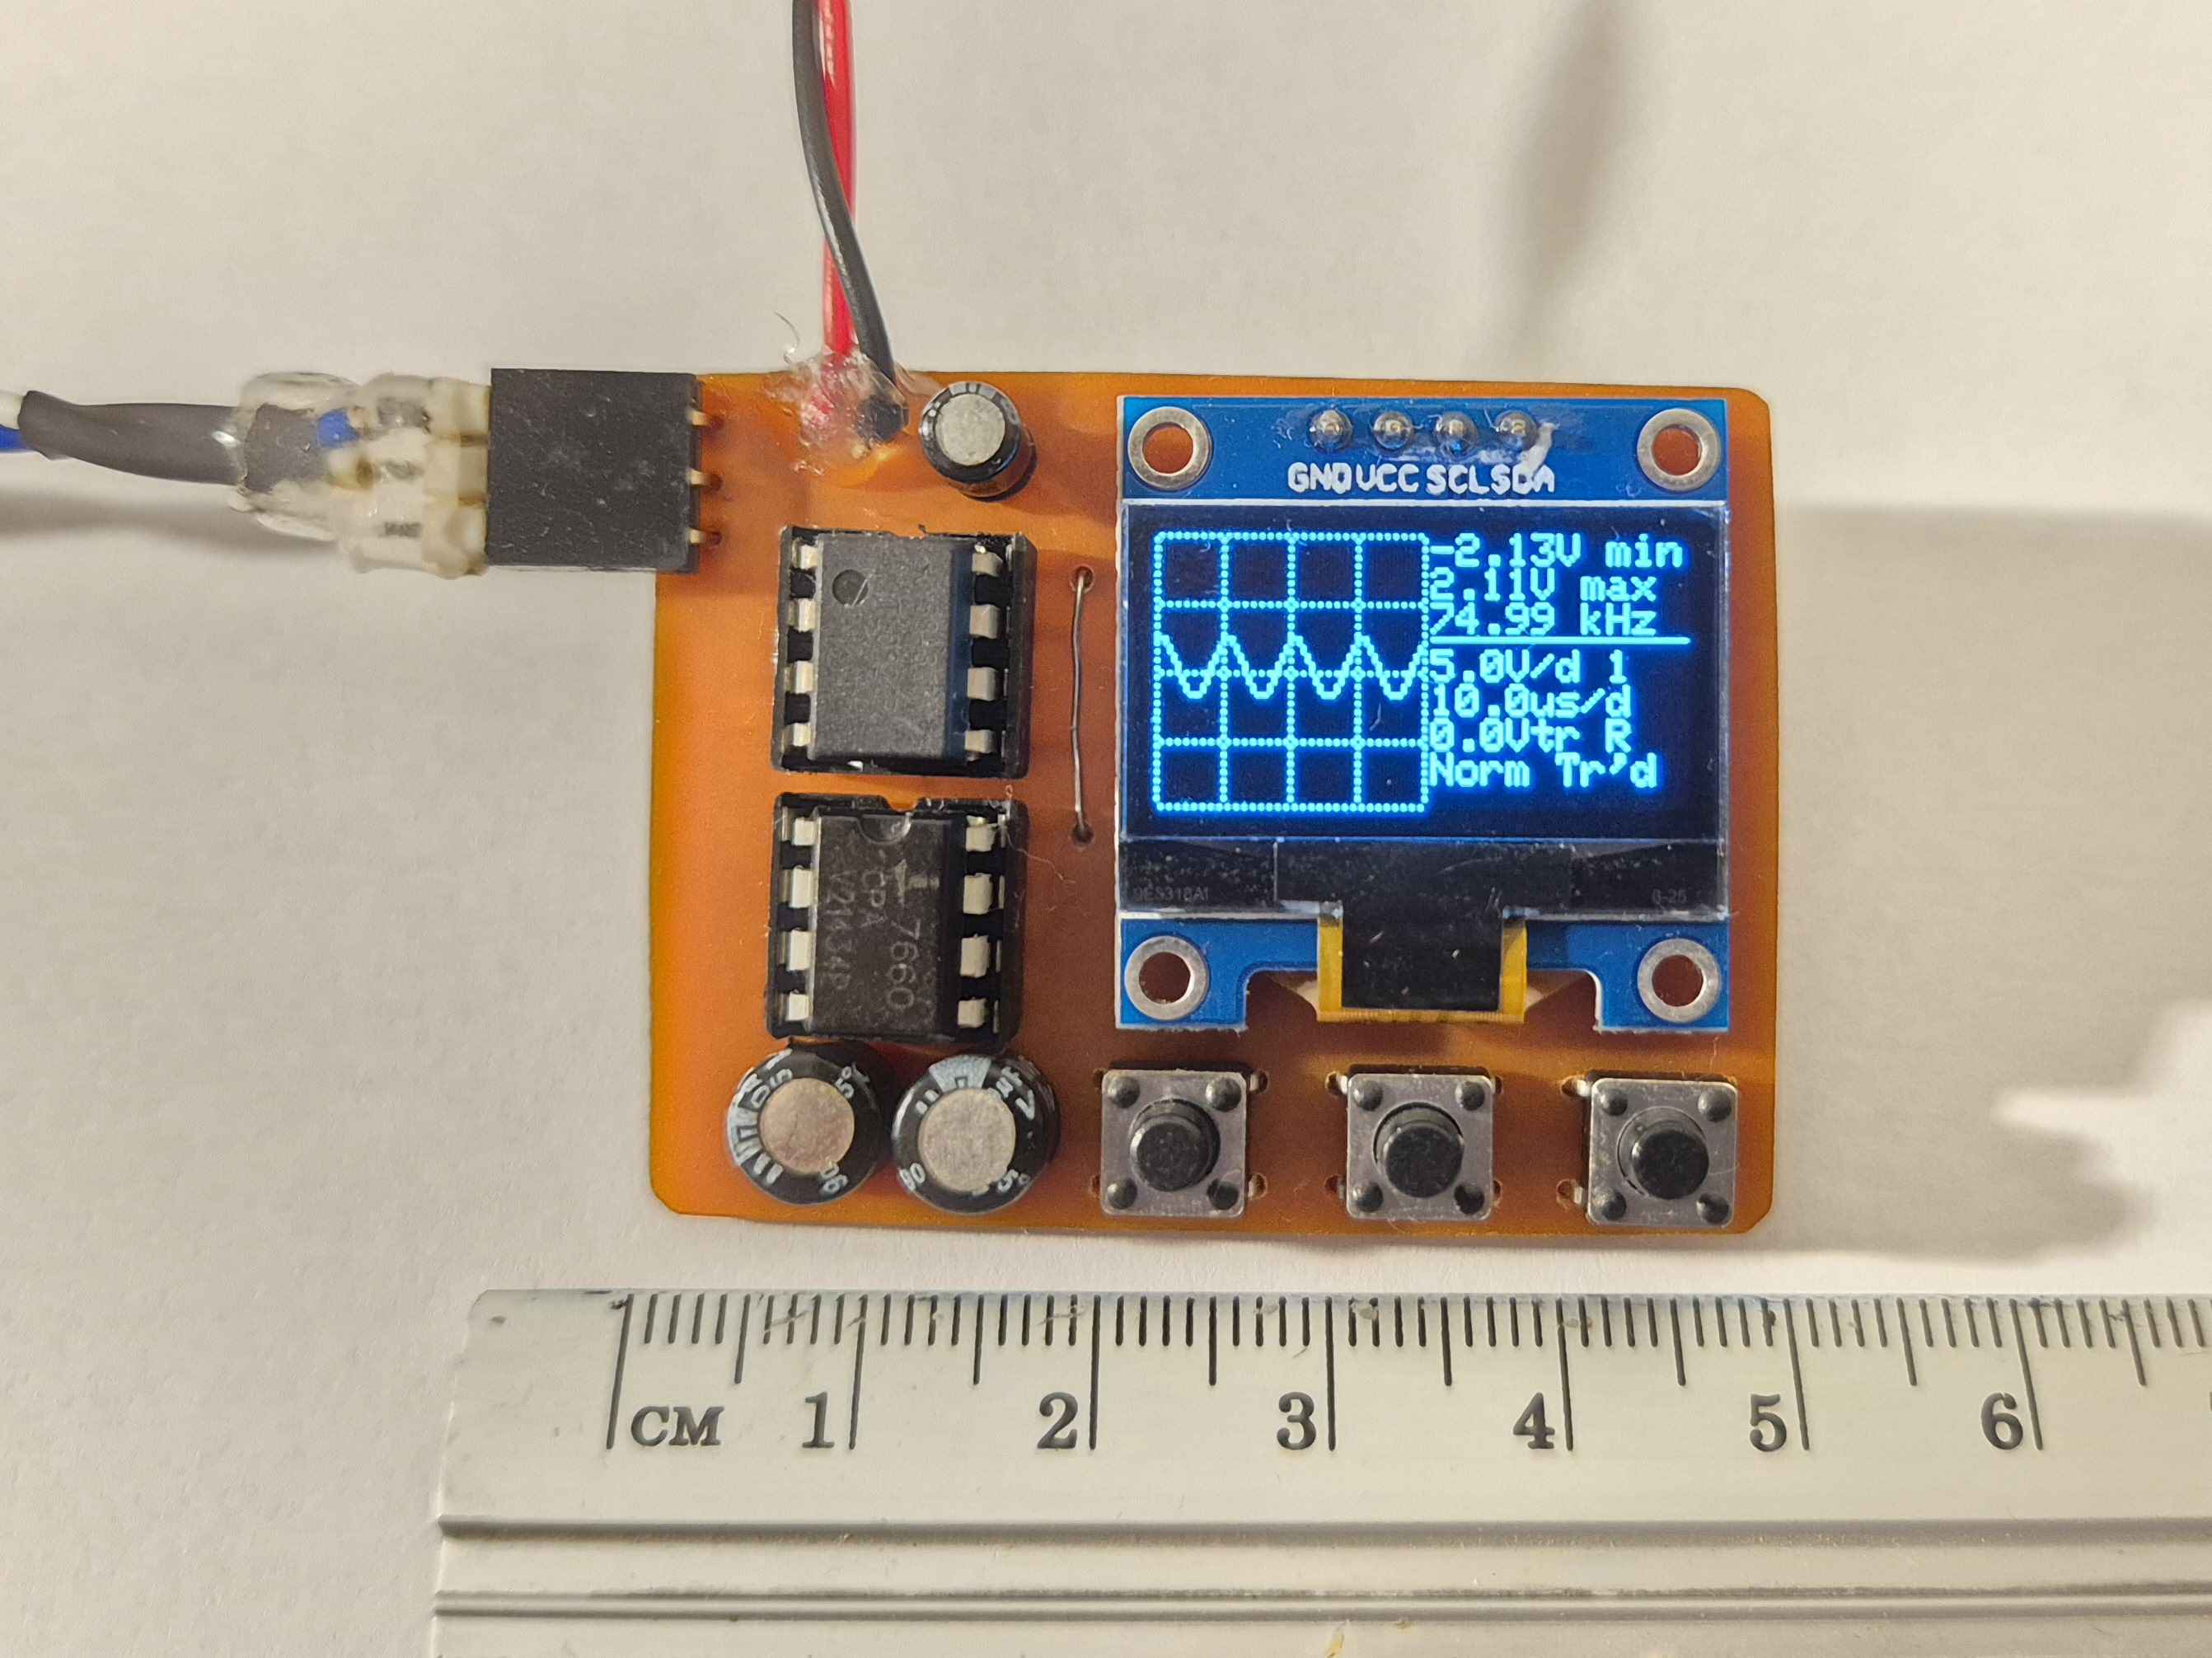 GND VCC SCL SDA
-2.13V min
2.11V max
74.99 kHz
5.0V/d 1
10.0us/d
0.0Vtr R
Norm Tr'd
7660
CPA
V21434P
CM 1 2 3 4 5 6